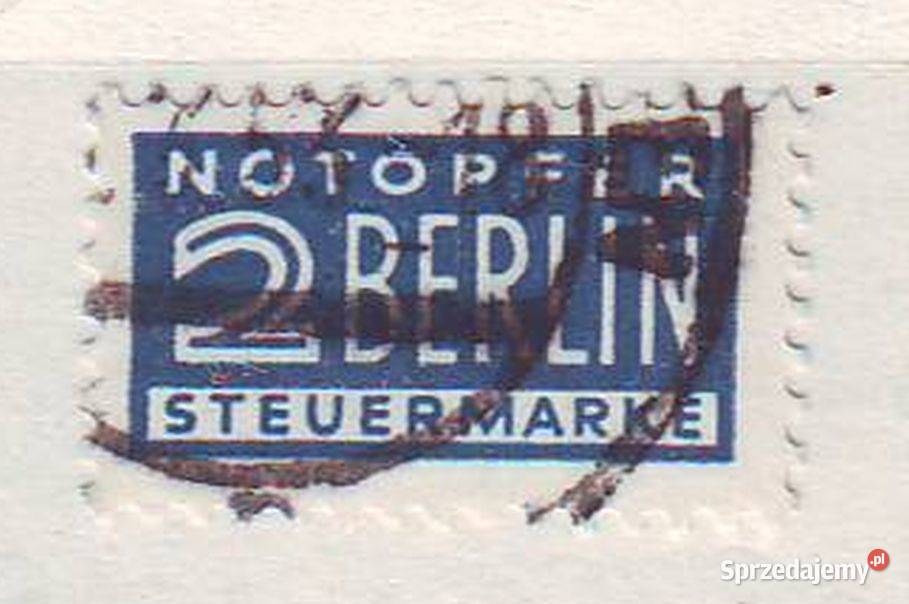 NOTOPFER
2 BERLIN
STEUERMARKE
Sprzedajemy.pl